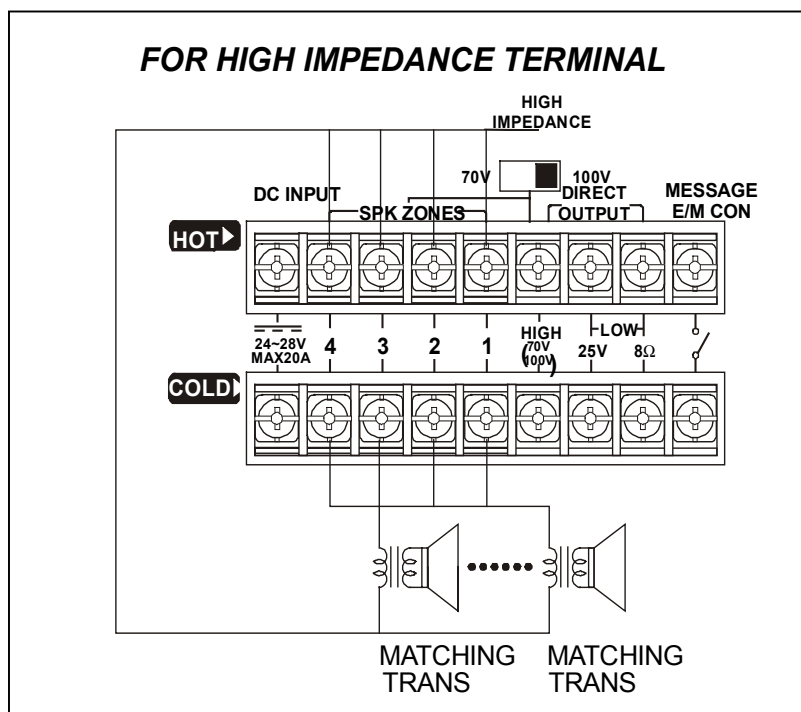 FOR HIGH IMPEDANCE TERMINAL
HIGH
IMPEDANCE
70V 100V
DC INPUT
SPK ZONES
DIRECT
OUTPUT
MESSAGE
E/M CON
HOT
24~28V
MAX20A
4 3 2 1
HIGH
(70V
100V)
LOW
25V 8Ω
COLD
MATCHING
TRANS
MATCHING
TRANS